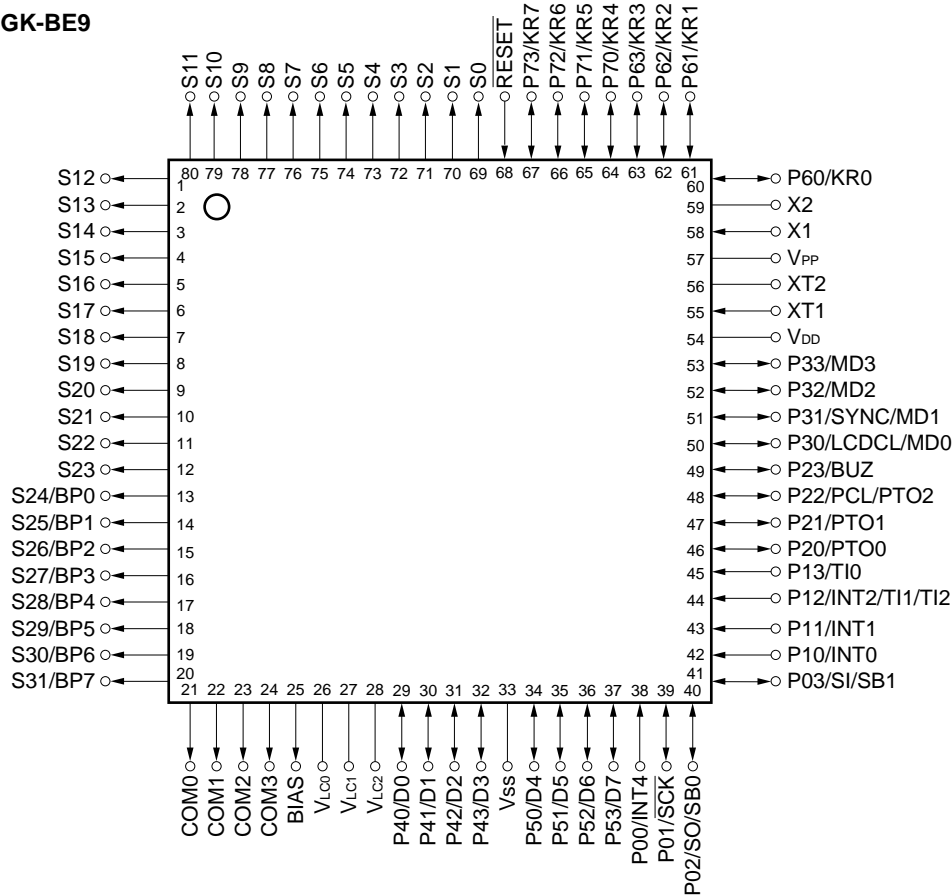 GK-BE9
S11
S10
S9
S8
S7
S6
S5
S4
S3
S2
S1
S0
RESET
P73/KR7
P72/KR6
P71/KR5
P70/KR4
P63/KR3
P62/KR2
P61/KR1
80 79 78 77 76 75 74 73 72 71 70 69 68 67 66 65 64 63 62 61
S12 1
S13 2
S14 3
S15 4
S16 5
S17 6
S18 7
S19 8
S20 9
S21 10
S22 11
S23 12
S24/BP0 13
S25/BP1 14
S26/BP2 15
S27/BP3 16
S28/BP4 17
S29/BP5 18
S30/BP6 19
S31/BP7 20
60 P60/KR0
59 X2
58 X1
57 VPP
56 XT2
55 XT1
54 VDD
53 P33/MD3
52 P32/MD2
51 P31/SYNC/MD1
50 P30/LCDCL/MD0
49 P23/BUZ
48 P22/PCL/PTO2
47 P21/PTO1
46 P20/PTO0
45 P13/TI0
44 P12/INT2/TI1/TI2
43 P11/INT1
42 P10/INT0
41 P03/SI/SB1
21 22 23 24 25 26 27 28 29 30 31 32 33 34 35 36 37 38 39 40
COM0
COM1
COM2
COM3
BIAS
VLC0
VLC1
VLC2
P40/D0
P41/D1
P42/D2
P43/D3
Vss
P50/D4
P51/D5
P52/D6
P53/D7
P00/INT4
P01/SCK
P02/SO/SB0